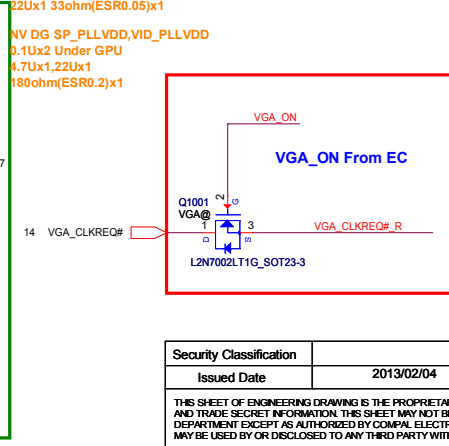 22Ux1 33ohm(ESR0.05)x1
NV DG SP_PLLVDD,VID_PLLVDD
0.1Ux2 Under GPU
4.7Ux1,22Ux1
180ohm(ESR0.2)x1
VGA_ON
VGA_ON From EC
7
Q1001
VGA@
2
G
1
3
D
S
14 VGA_CLKREQ#
VGA_CLKREQ#_R
L2N7002LT1G_SOT23-3
Security Classification
Issued Date 2013/02/04
THIS SHEET OF ENGINEERING DRAWING IS THE PROPRIETA
AND TRADE SECRET INFORMATION. THIS SHEET MAY NOT B
DEPARTMENT EXCEPT AS AUTHORIZED BY COMPAL ELECTR
MAY BE USED BY OR DISCLOSED TO ANY THIRD PARTY WIT